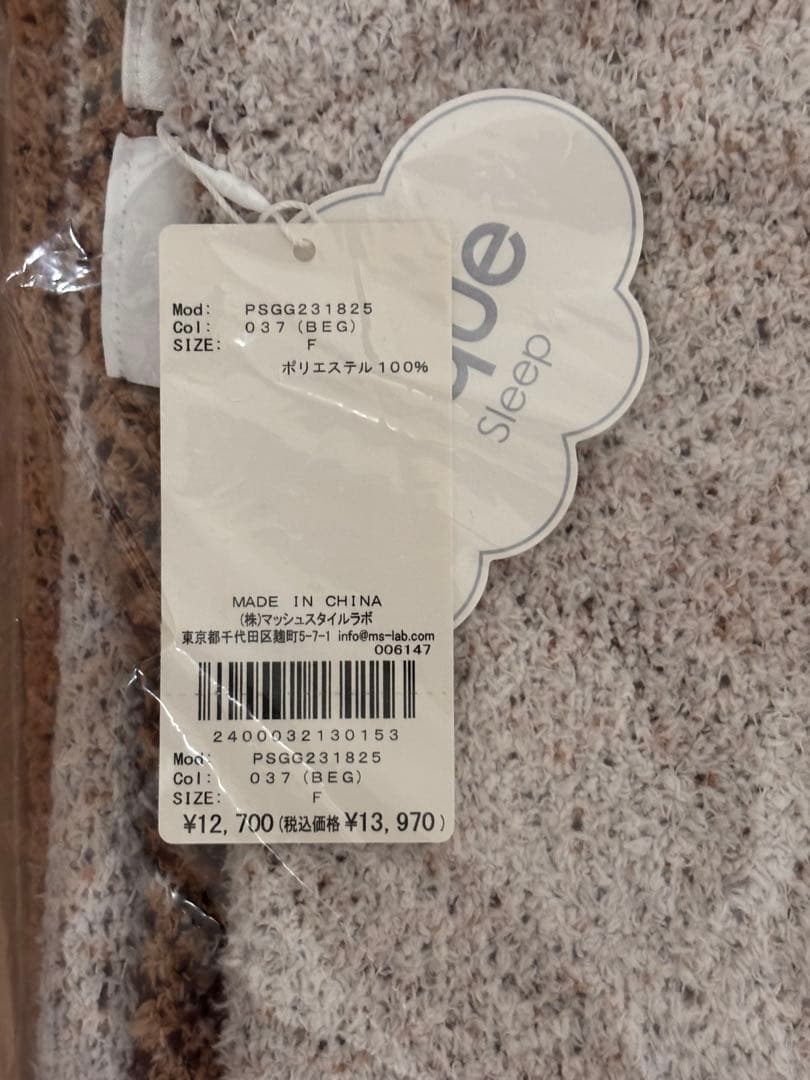 Mod: PSGG231825
Col: 037 (BEG)
SIZE: F
ポリエステル100%
MADE IN CHINA
(株)マッシュスタイルラボ
東京都千代田区麹町5-7-1 info@ms-lab.com
006147
2400032130153
Mod: PSGG231825
Col: 037 (BEG)
SIZE: F
¥12,700(税込価格¥13,970)
que
Sleep